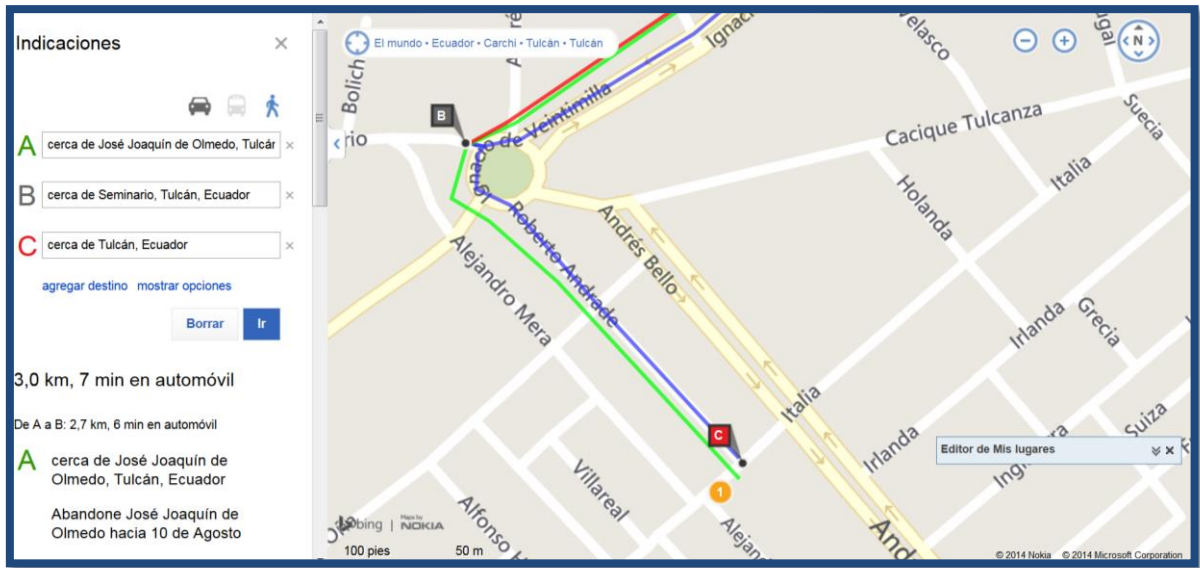 Indicaciones
A cerca de José Joaquín de Olmedo, Tulcár
B cerca de Seminario, Tulcán, Ecuador
C cerca de Tulcán, Ecuador
agregar destino mostrar opciones
Borrar Ir
3,0 km, 7 min en automóvil
De A a B: 2,7 km, 6 min en automóvil
A cerca de José Joaquín de
Olmedo, Tulcán, Ecuador
Abandone José Joaquín de
Olmedo hacia 10 de Agosto
El mundo • Ecuador • Carchi • Tulcán • Tulcán
N
Bolich
rio
B
Ignac
Ignacio de Veintimilla
Velasco
gal
Suecia
Cacique Tulcanza
Italia
Holanda
Roberto Andrade
Andrés Bello
Alejandro Mera
Irlanda
Grecia
Italia
C
1
Irlanda
Suiza
Villareal
Alfonso H
Alejan
And
Editor de Mis lugares
bing | Maps by NOKIA
100 pies 50 m
© 2014 Nokia © 2014 Microsoft Corporation